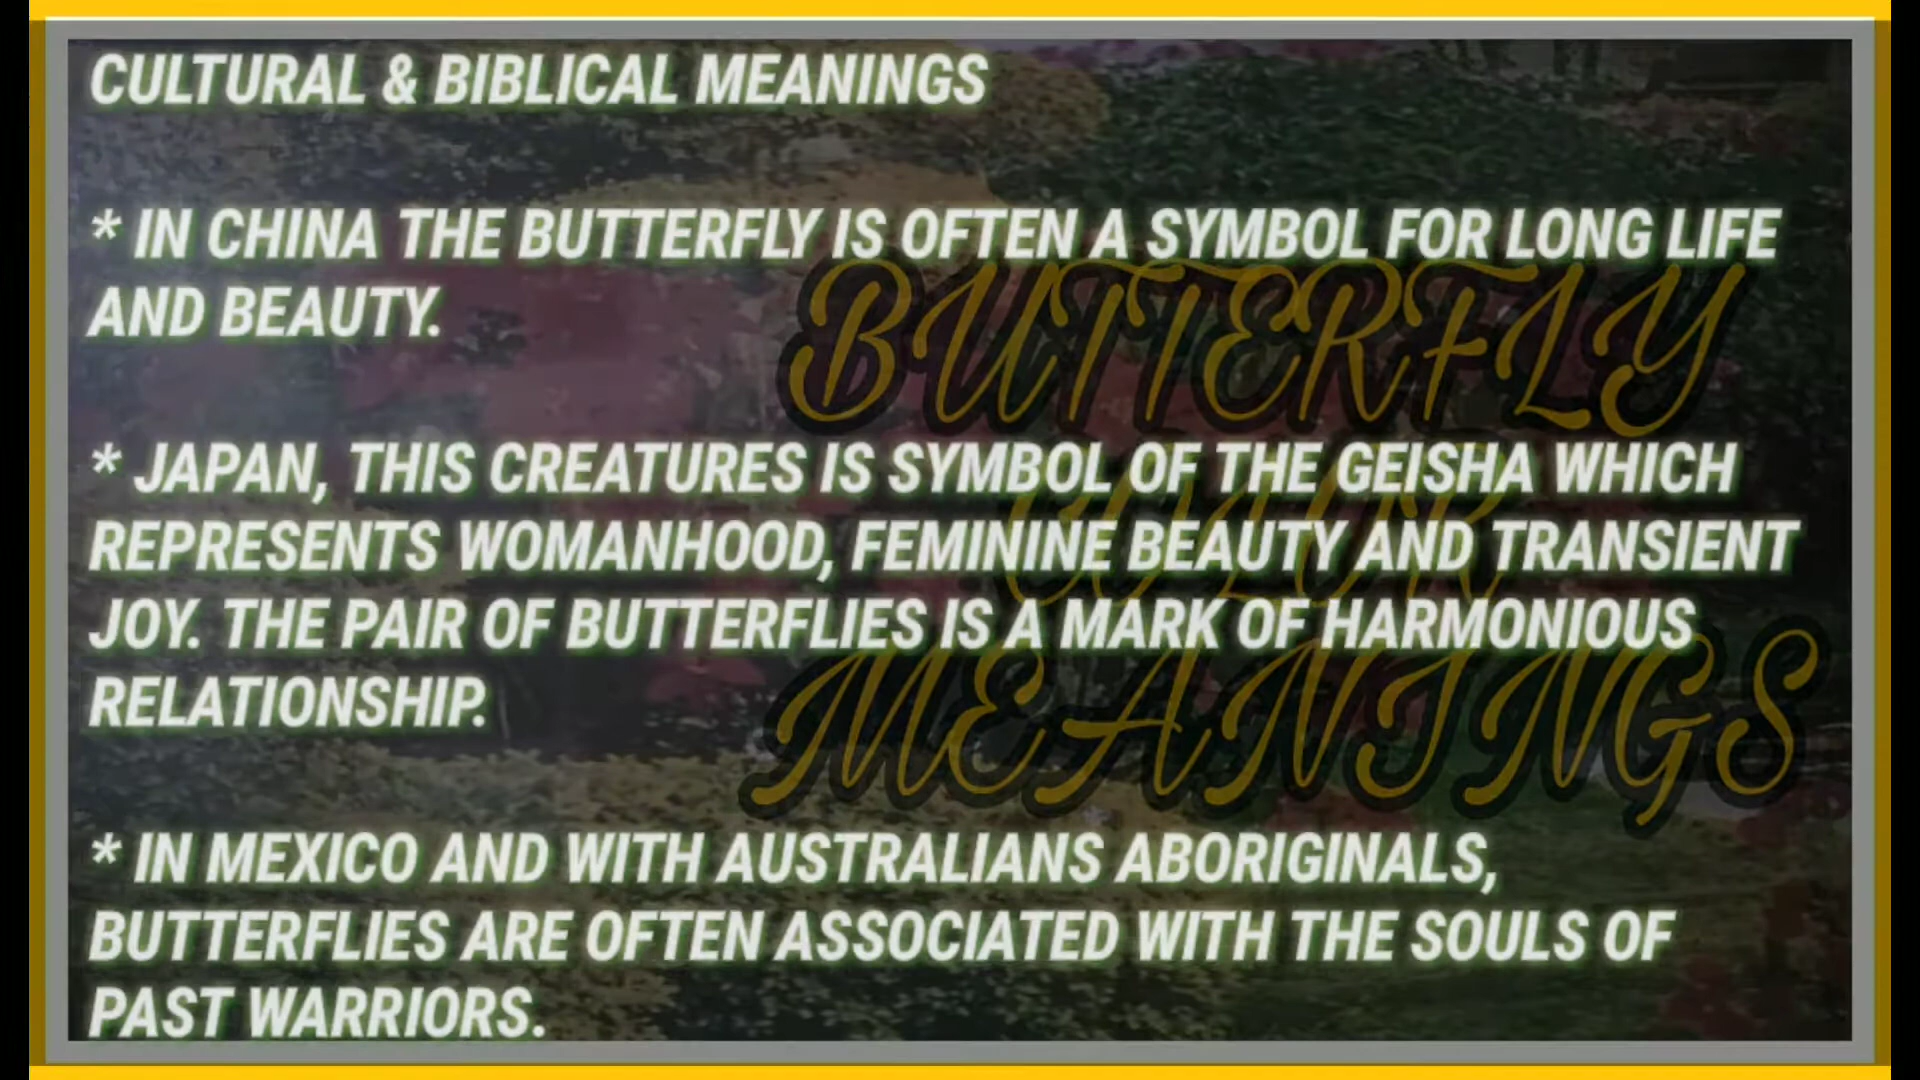 CULTURAL & BIBLICAL MEANINGS
* IN CHINA THE BUTTERFLY IS OFTEN A SYMBOL FOR LONG LIFE
AND BEAUTY.
* JAPAN, THIS CREATURES IS SYMBOL OF THE GEISHA WHICH
REPRESENTS WOMANHOOD, FEMININE BEAUTY AND TRANSIENT
JOY. THE PAIR OF BUTTERFLIES IS A MARK OF HARMONIOUS
RELATIONSHIP.
* IN MEXICO AND WITH AUSTRALIANS ABORIGINALS,
BUTTERFLIES ARE OFTEN ASSOCIATED WITH THE SOULS OF
PAST WARRIORS.
BUTTERFLY
COLOR
MEANINGS